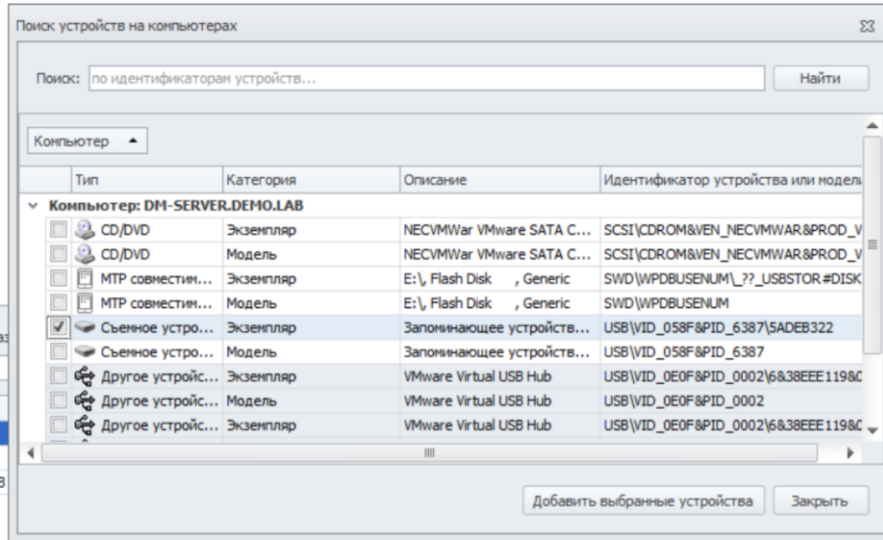 Поиск устройств на компьютерах
Поиск: по идентификаторам устройств... Найти
Компьютер
Тип Категория Описание Идентификатор устройства или модели
Компьютер: DM-SERVER.DEMO.LAB
CD/DVD Экземпляр NECVMWar VMware SATA C... SCSI\CDROM&VEN_NECVMWAR&PROD_V
CD/DVD Модель NECVMWar VMware SATA C... SCSI\CDROM&VEN_NECVMWAR&PROD_V
MTP совместим... Экземпляр E:\, Flash Disk , Generic SWD\WPDBUSENUM\_??_USBSTOR#DISK
MTP совместим... Модель E:\, Flash Disk , Generic SWD\WPDBUSENUM
Съемное устро... Экземпляр Запоминающее устройств... USB\VID_058F&PID_6387\5ADEB322
Съемное устро... Модель Запоминающее устройств... USB\VID_058F&PID_6387
Другое устройс... Экземпляр VMware Virtual USB Hub USB\VID_0E0F&PID_0002\6&38EEE119&0
Другое устройс... Модель VMware Virtual USB Hub USB\VID_0E0F&PID_0002
Другое устройс... Экземпляр VMware Virtual USB Hub USB\VID_0E0F&PID_0002\6&38EEE119&0
Добавить выбранные устройства Закрыть